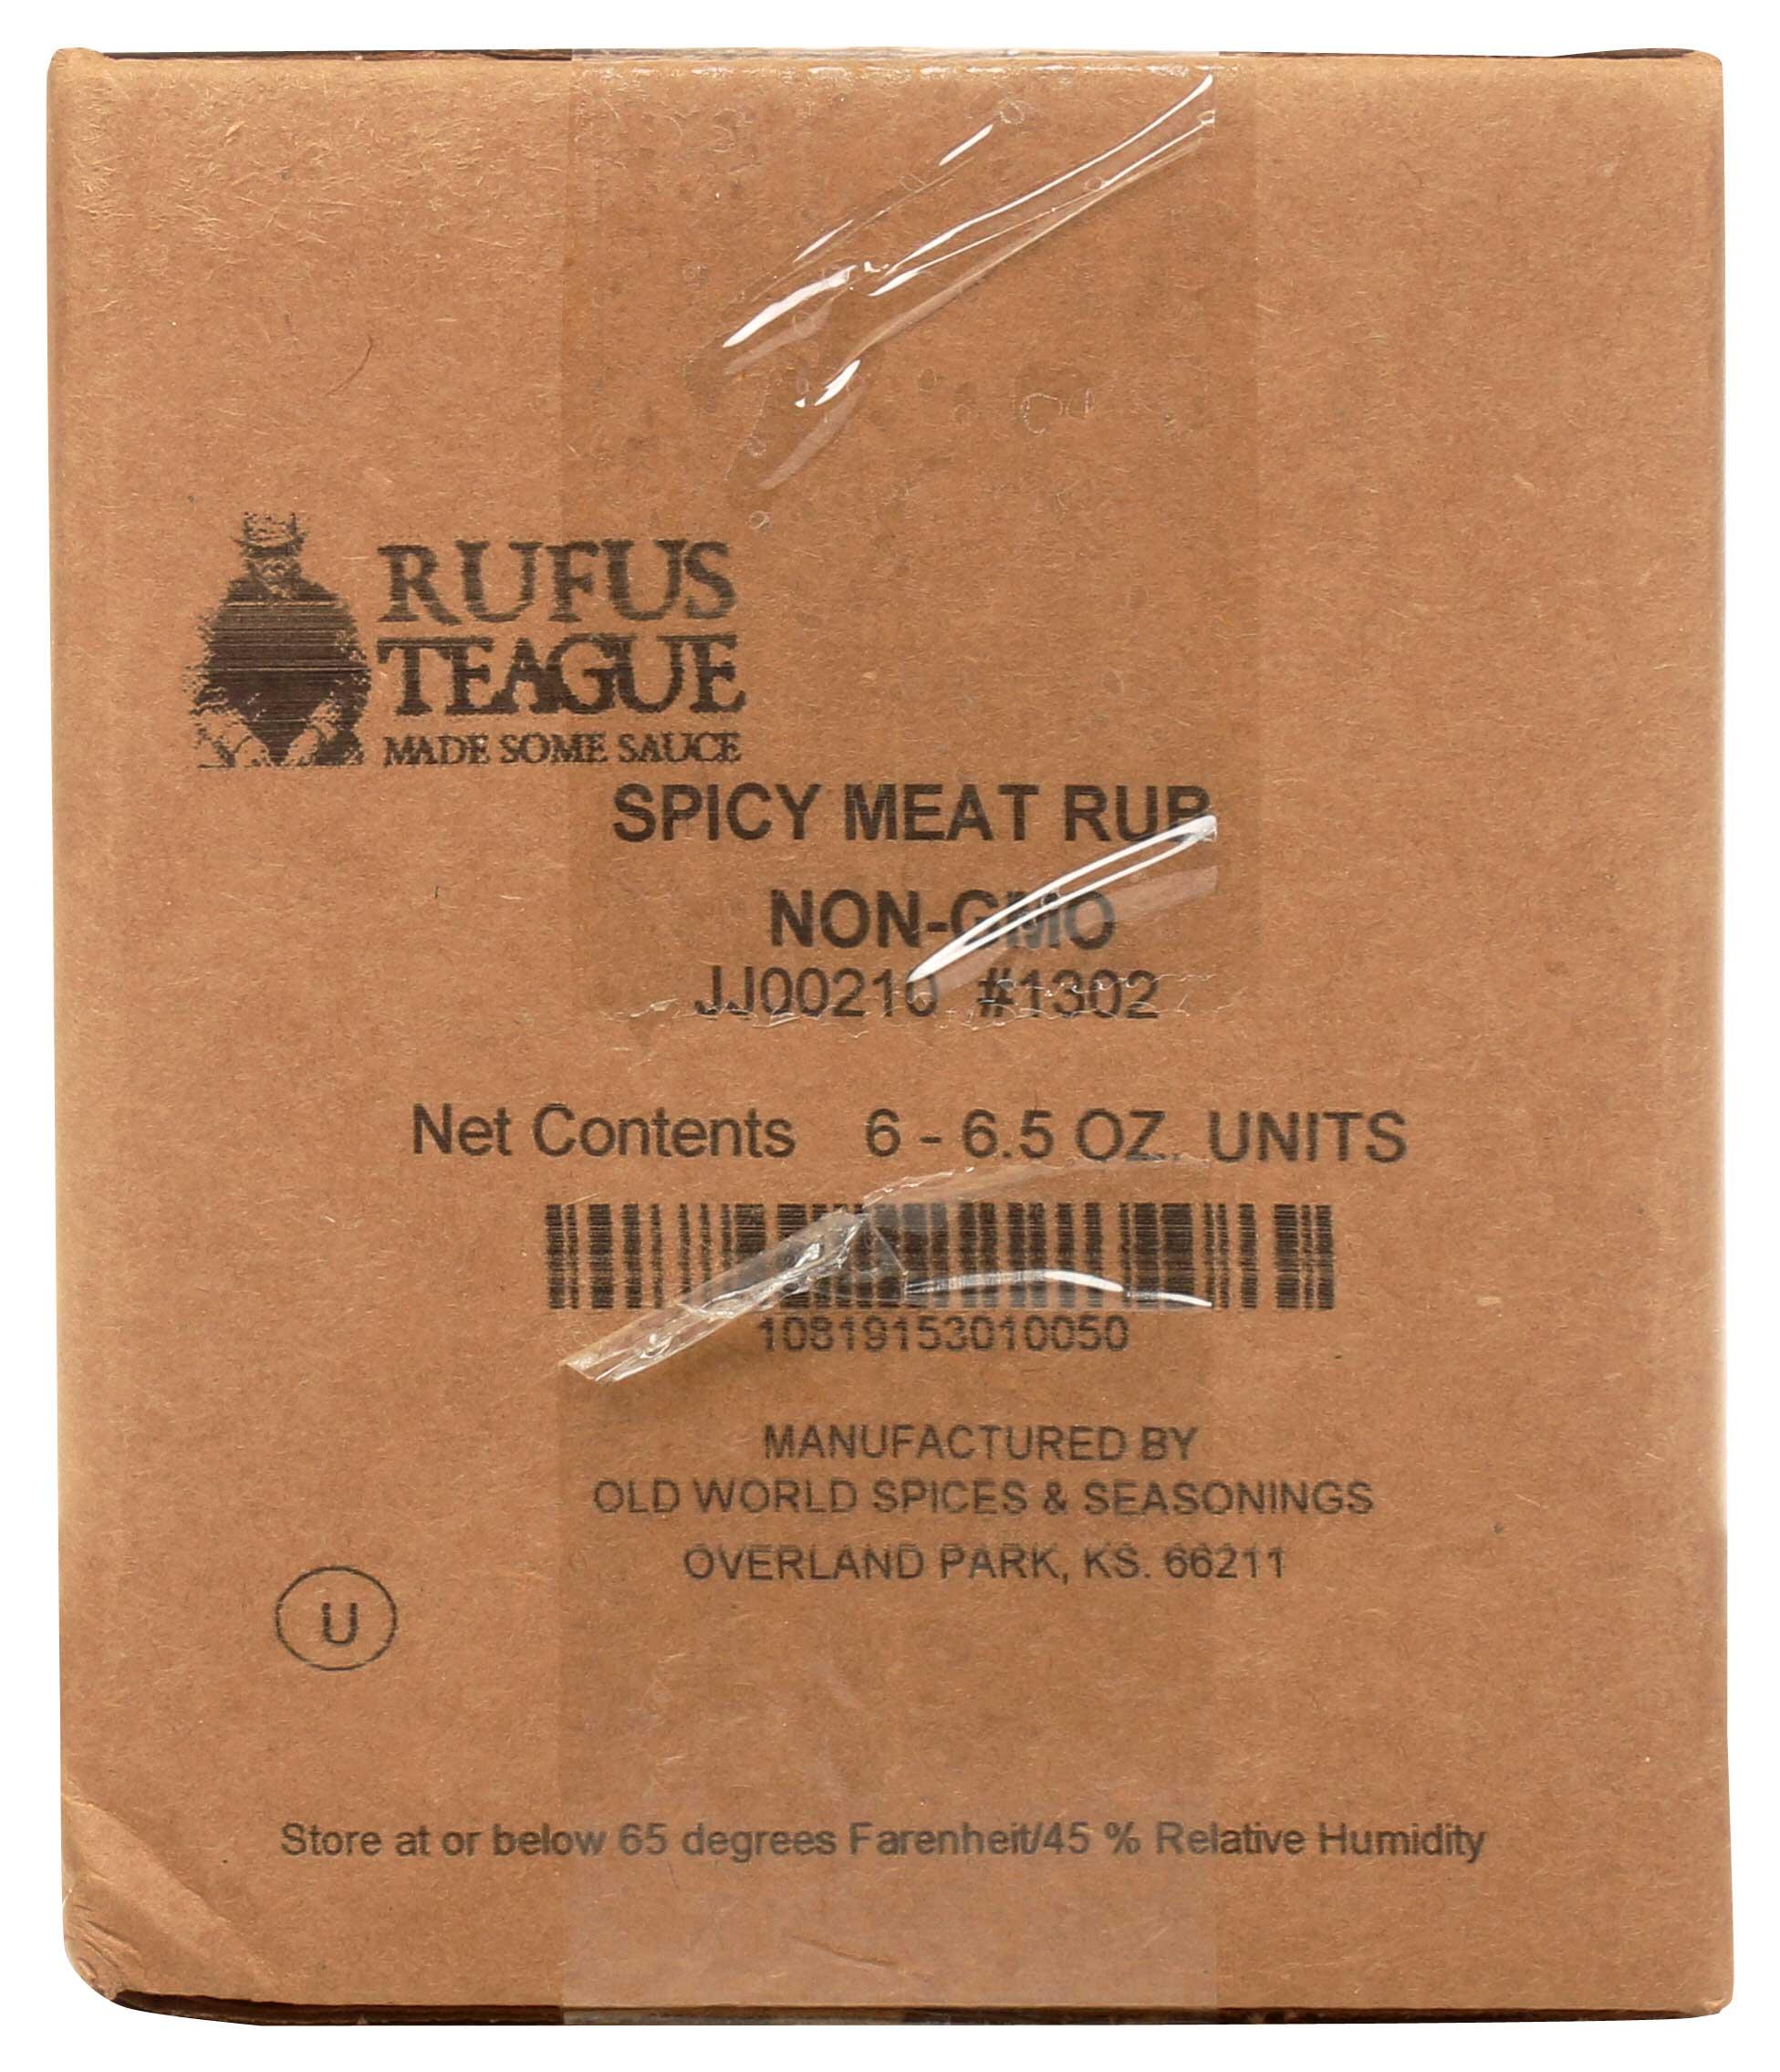 RUFUS
TEAGUE
MADE SOME SAUCE
SPICY MEAT RUB
NON-GMO
JJ00210 #1302
Net Contents 6 - 6.5 OZ. UNITS
10819153010050
MANUFACTURED BY
OLD WORLD SPICES & SEASONINGS
OVERLAND PARK, KS. 66211
U
Store at or below 65 degrees Farenheit/45 % Relative Humidity